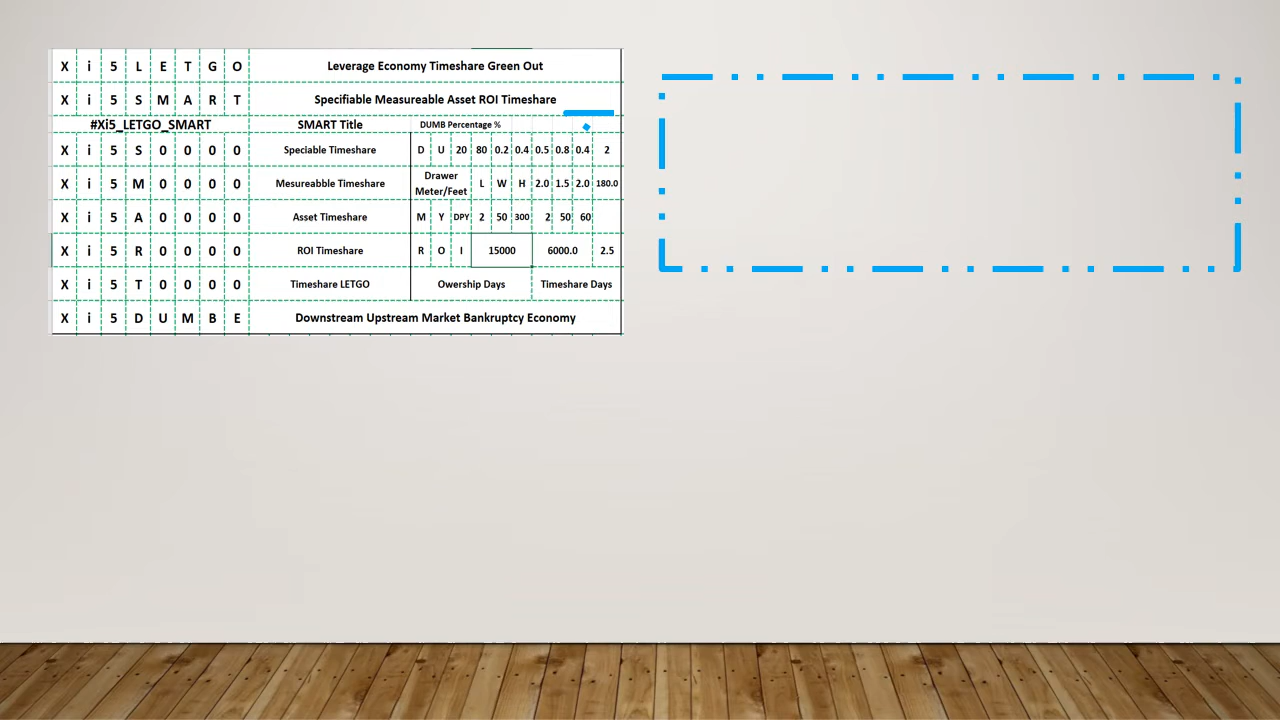 X i 5 L E T G O Leverage Economy Timeshare Green Out
X i 5 S M A R T Specifiable Measureable Asset ROI Timeshare
#Xi5_LETGO_SMART SMART Title DUMB Percentage %
X i 5 S 0 0 0 0 Speciable Timeshare D U 20 80 0.2 0.4 0.5 0.8 0.4 2
X i 5 M 0 0 0 0 Mesureabble Timeshare Drawer Meter/Feet L W H 2.0 1.5 2.0 180.0
X i 5 A 0 0 0 0 Asset Timeshare M Y DPY 2 50 300 2 50 60
X i 5 R 0 0 0 0 ROI Timeshare R O I 15000 6000.0 2.5
X i 5 T 0 0 0 0 Timeshare LETGO Owership Days Timeshare Days
X i 5 D U M B E Downstream Upstream Market Bankruptcy Economy